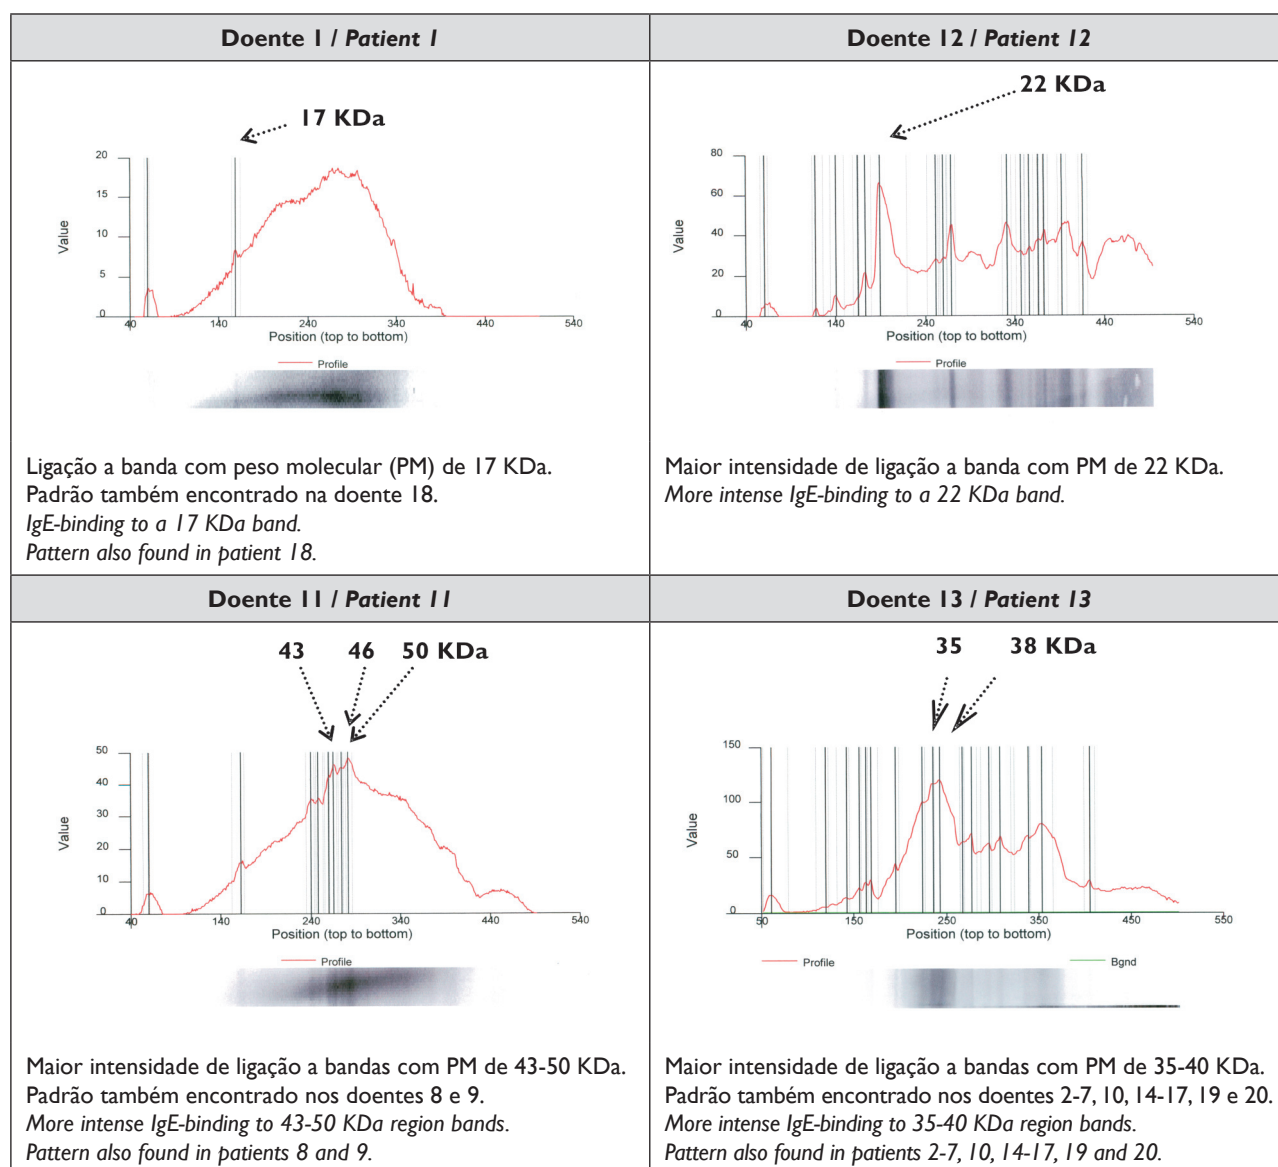 Doente 1 / Patient 1
17 KDa
20
15
10
5
0
Value
40 140 240 340 440 540
Position (top to bottom)
Profile
Ligação a banda com peso molecular (PM) de 17 KDa.
Padrão também encontrado na doente 18.
IgE-binding to a 17 KDa band.
Pattern also found in patient 18.
Doente 12 / Patient 12
22 KDa
80
60
40
20
0
Value
40 140 240 340 440 540
Position (top to bottom)
Profile
Maior intensidade de ligação a banda com PM de 22 KDa.
More intense IgE-binding to a 22 KDa band.
Doente 11 / Patient 11
43 46 50 KDa
50
40
30
20
10
0
Value
40 140 240 340 440 540
Position (top to bottom)
Profile
Maior intensidade de ligação a bandas com PM de 43-50 KDa.
Padrão também encontrado nos doentes 8 e 9.
More intense IgE-binding to 43-50 KDa region bands.
Pattern also found in patients 8 and 9.
Doente 13 / Patient 13
35 38 KDa
150
100
50
0
Value
50 150 250 350 450 550
Position (top to bottom)
Profile Bgnd
Maior intensidade de ligação a bandas com PM de 35-40 KDa.
Padrão também encontrado nos doentes 2-7, 10, 14-17, 19 e 20.
More intense IgE-binding to 35-40 KDa region bands.
Pattern also found in patients 2-7, 10, 14-17, 19 and 20.